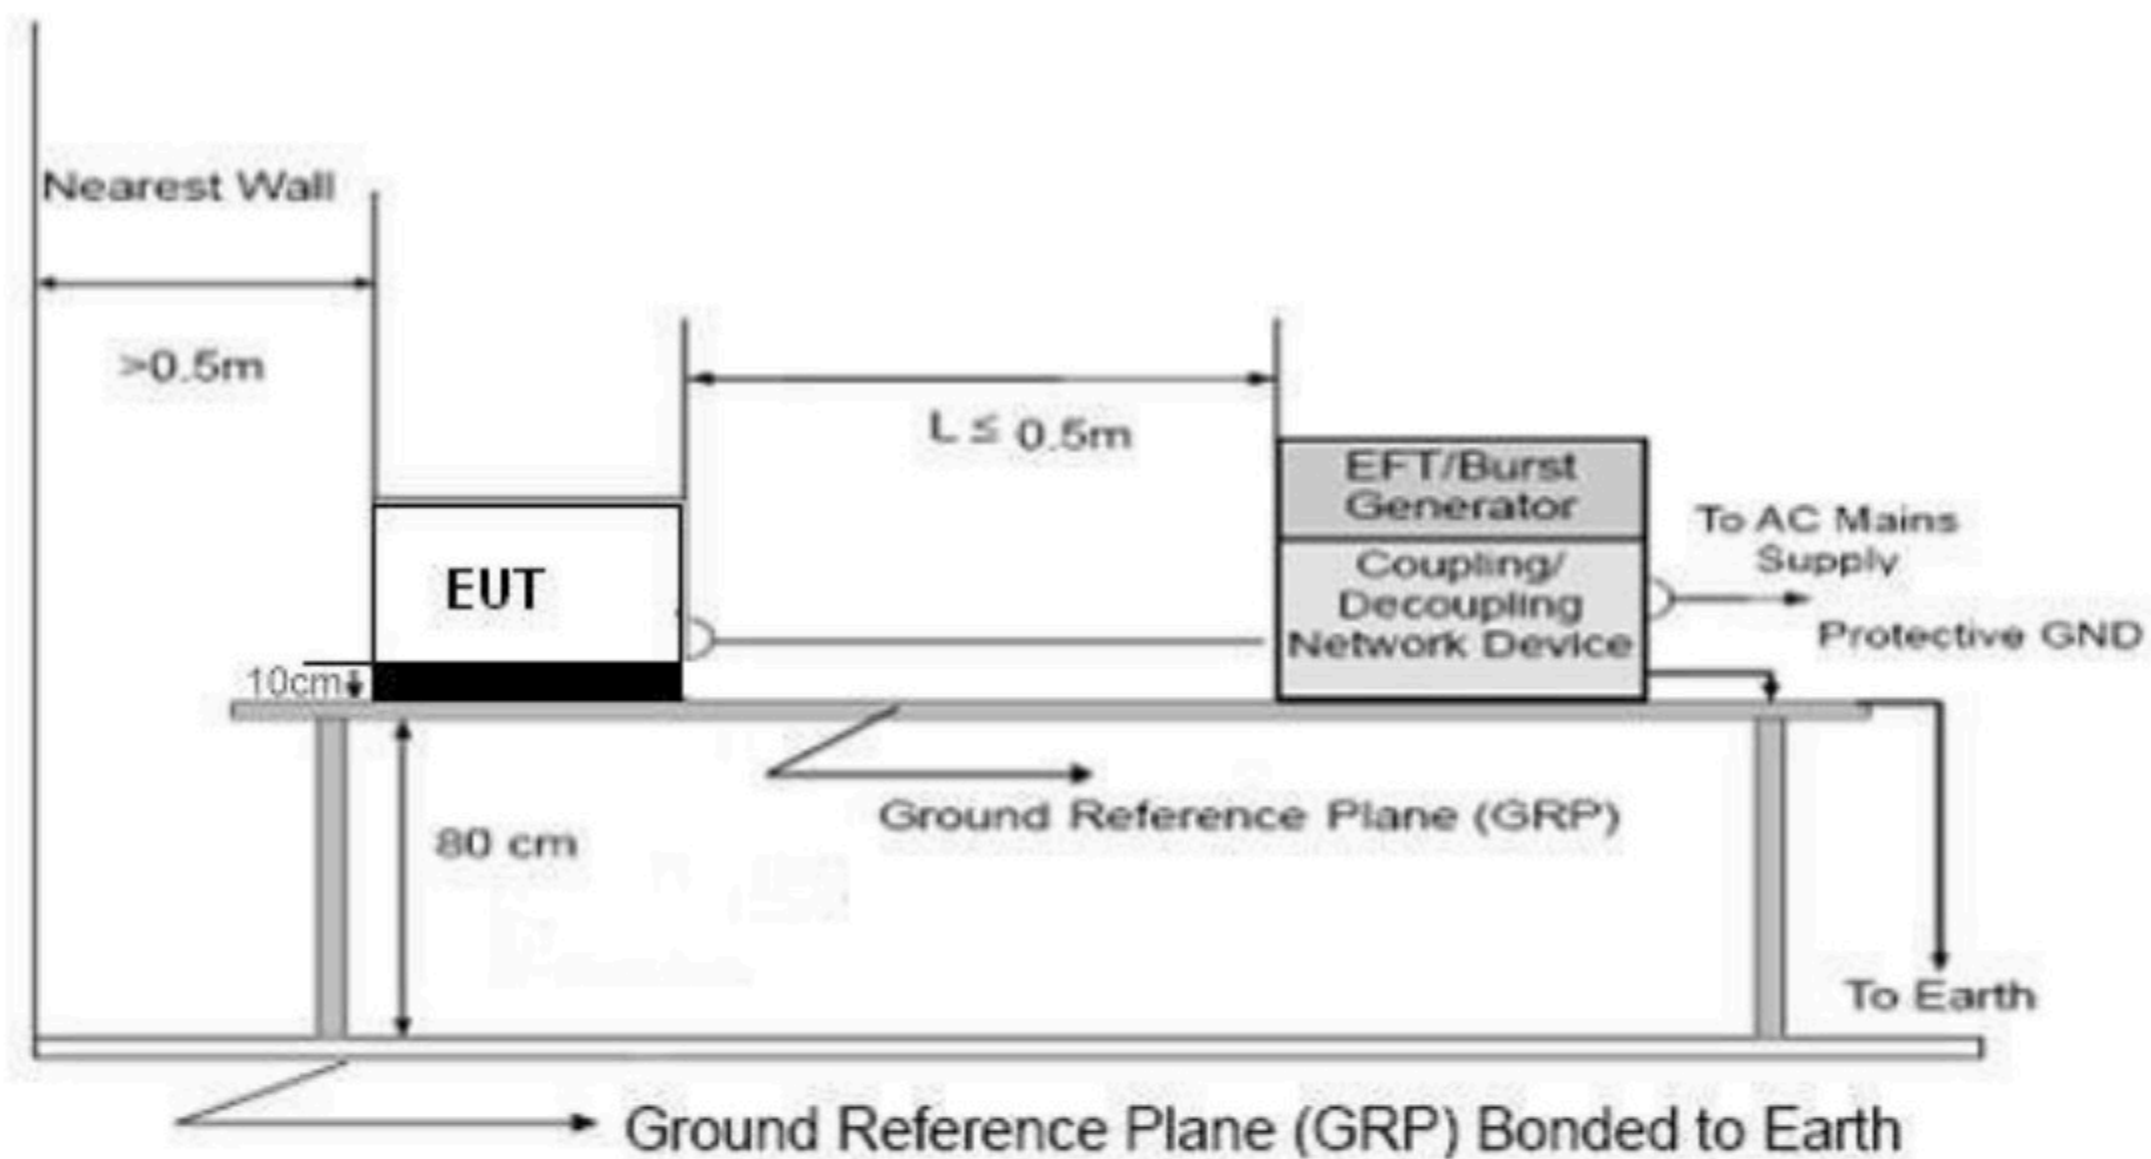 Nearest Wall
>0.5m
L ≤ 0.5m
EFT/Burst
Generator
Coupling/
Decoupling
Network Device
To AC Mains
Supply
Protective GND
EUT
10cm
Ground Reference Plane (GRP)
80 cm
To Earth
Ground Reference Plane (GRP) Bonded to Earth